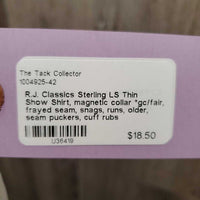 The Tack Collector
1004925-42
R.J. Classics Sterling LS Thin
Show Shirt, magnetic collar *gc/fair,
frayed seam, snags, runs, older,
seam puckers, cuff rubs
$18.50
U36419